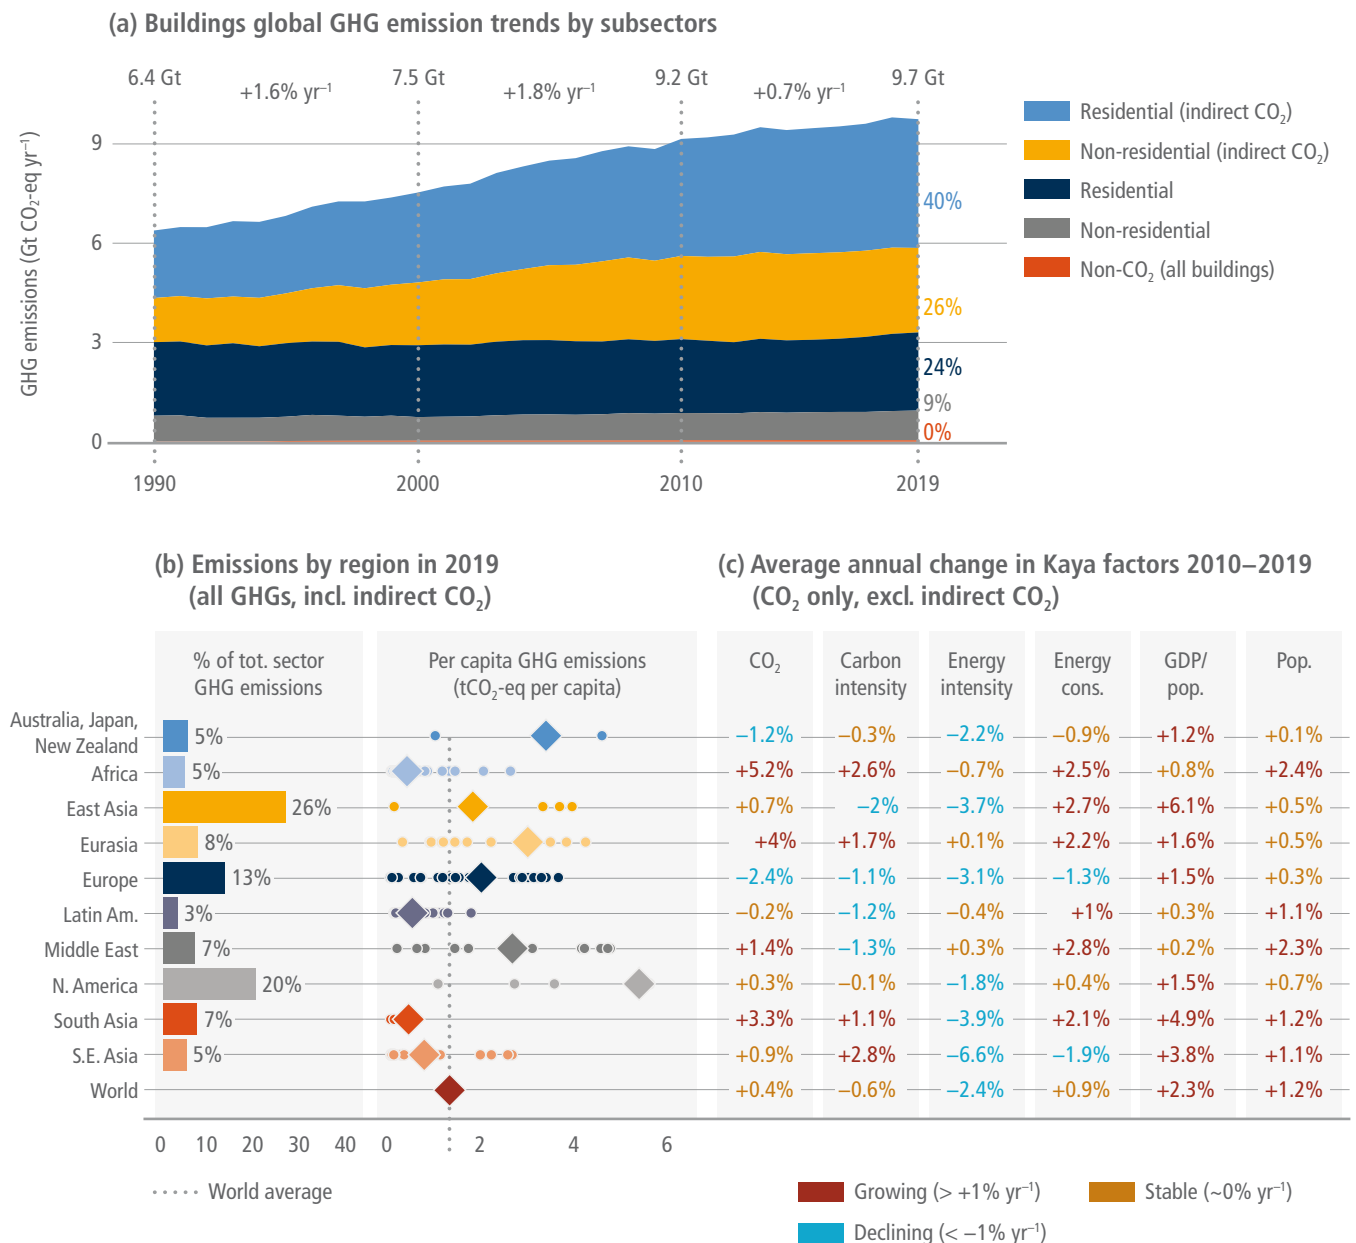 (a) Buildings global GHG emission trends by subsectors
6.4 Gt
+1.6% yr⁻¹
7.5 Gt
+1.8% yr⁻¹
9.2 Gt
+0.7% yr⁻¹
9.7 Gt
GHG emissions (Gt CO₂-eq yr⁻¹)
9
6
3
0
40%
26%
24%
9%
0%
1990
2000
2010
2019
Residential (indirect CO₂)
Non-residential (indirect CO₂)
Residential
Non-residential
Non-CO₂ (all buildings)
(b) Emissions by region in 2019
(all GHGs, incl. indirect CO₂)
(c) Average annual change in Kaya factors 2010–2019
(CO₂ only, excl. indirect CO₂)
% of tot. sector
GHG emissions
Per capita GHG emissions
(tCO₂-eq per capita)
CO₂
Carbon
intensity
Energy
intensity
Energy
cons.
GDP/
pop.
Pop.
Australia, Japan,
New Zealand
5%
−1.2% −0.3% −2.2% −0.9% +1.2% +0.1%
Africa 5% +5.2% +2.6% −0.7% +2.5% +0.8% +2.4%
East Asia 26% +0.7% −2% −3.7% +2.7% +6.1% +0.5%
Eurasia 8% +4% +1.7% +0.1% +2.2% +1.6% +0.5%
Europe 13% −2.4% −1.1% −3.1% −1.3% +1.5% +0.3%
Latin Am. 3% −0.2% −1.2% −0.4% +1% +0.3% +1.1%
Middle East 7% +1.4% −1.3% +0.3% +2.8% +0.2% +2.3%
N. America 20% +0.3% −0.1% −1.8% +0.4% +1.5% +0.7%
South Asia 7% +3.3% +1.1% −3.9% +2.1% +4.9% +1.2%
S.E. Asia 5% +0.9% +2.8% −6.6% −1.9% +3.8% +1.1%
World +0.4% −0.6% −2.4% +0.9% +2.3% +1.2%
0 10 20 30 40 0 2 4 6
World average
Growing (> +1% yr⁻¹)
Stable (~0% yr⁻¹)
Declining (< −1% yr⁻¹)